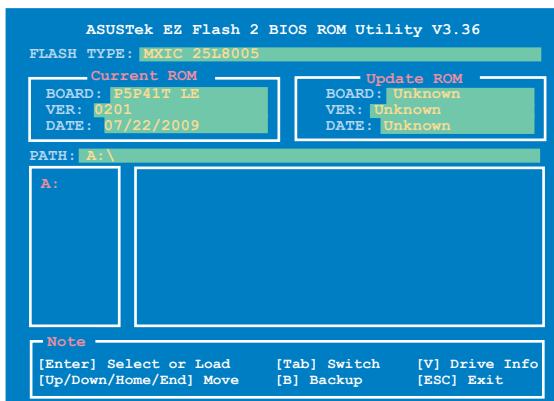 ASUSTek EZ Flash 2 BIOS ROM Utility V3.36
FLASH TYPE: MXIC 25L8005
Current ROM
BOARD: P5P41T LE
VER: 0201
DATE: 07/22/2009
Update ROM
BOARD: Unknown
VER: Unknown
DATE: Unknown
PATH: A:\
A:
Note
[Enter] Select or Load [Tab] Switch [V] Drive Info
[Up/Down/Home/End] Move [B] Backup [ESC] Exit